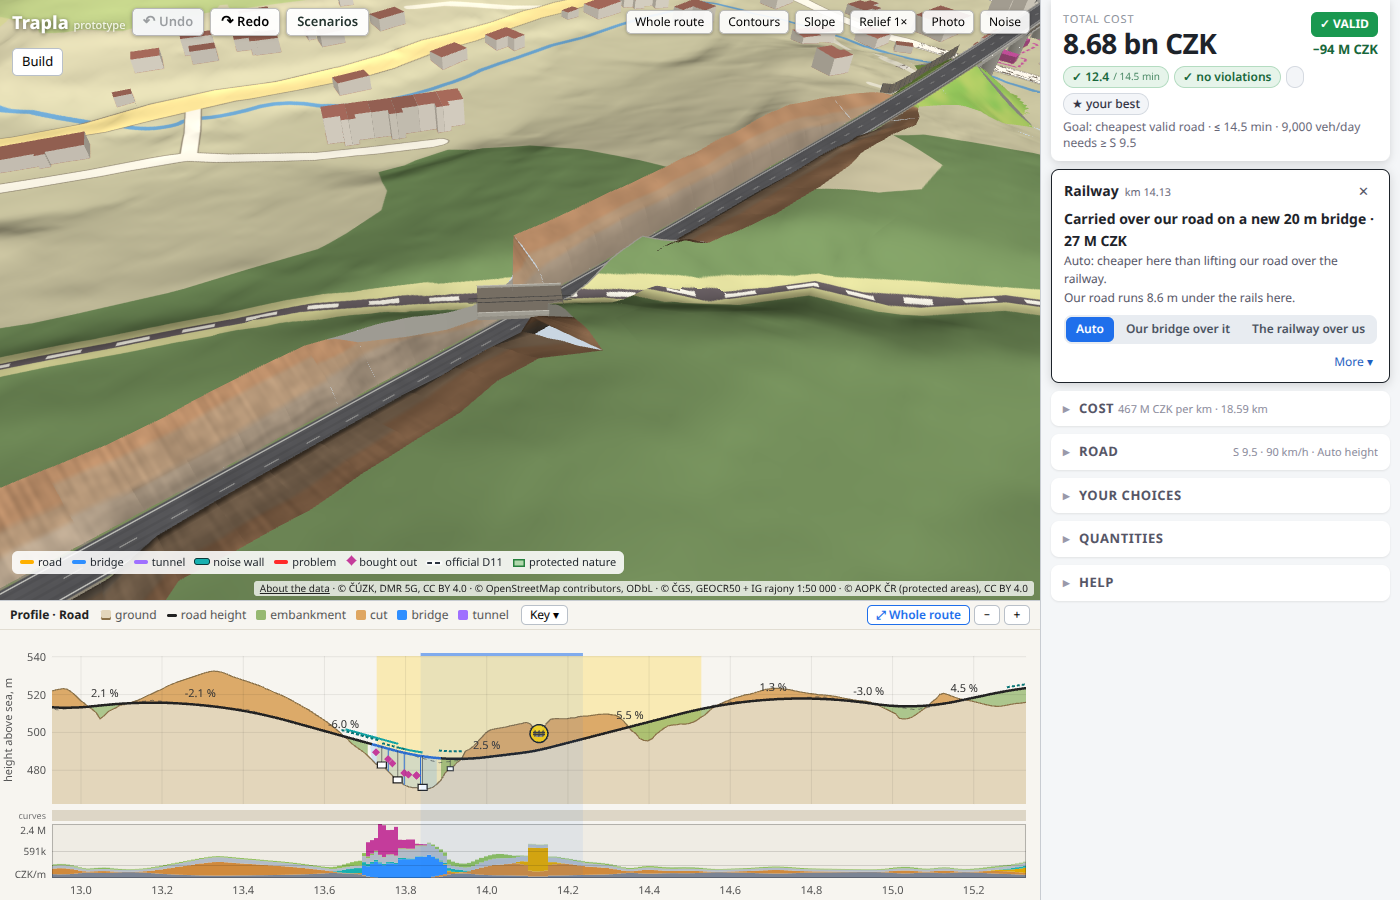 Trapla prototype
↶ Undo
↷ Redo
Scenarios
Whole route
Contours
Slope
Relief 1×
Photo
Noise
Build
road
bridge
tunnel
noise wall
problem
bought out
official D11
protected nature
About the data · © ČÚZK, DMR 5G, CC BY 4.0 · © OpenStreetMap contributors, ODbL · © ČGS, GEOCR50 + IG rajony 1:50 000 · © AOPK ČR (protected areas), CC BY 4.0
TOTAL COST
✓ VALID
8.68 bn CZK
−94 M CZK
✓ 12.4 / 14.5 min
✓ no violations
★ your best
Goal: cheapest valid road · ≤ 14.5 min · 9,000 veh/day
needs ≥ S 9.5
Railway km 14.13
✕
Carried over our road on a new 20 m bridge ·
27 M CZK
Auto: cheaper here than lifting our road over the
railway.
Our road runs 8.6 m under the rails here.
Auto
Our bridge over it
The railway over us
More ▾
▸ COST 467 M CZK per km · 18.59 km
▸ ROAD S 9.5 · 90 km/h · Auto height
▸ YOUR CHOICES
▸ QUANTITIES
▸ HELP
Profile · Road
ground
road height
embankment
cut
bridge
tunnel
Key ▾
⤢ Whole route
−
+
height above sea, m
540
520
500
480
2.1 %
-2.1 %
-6.0 %
2.5 %
5.5 %
1.3 %
-3.0 %
4.5 %
curves
2.4 M
591k
CZK/m
13.0
13.2
13.4
13.6
13.8
14.0
14.2
14.4
14.6
14.8
15.0
15.2